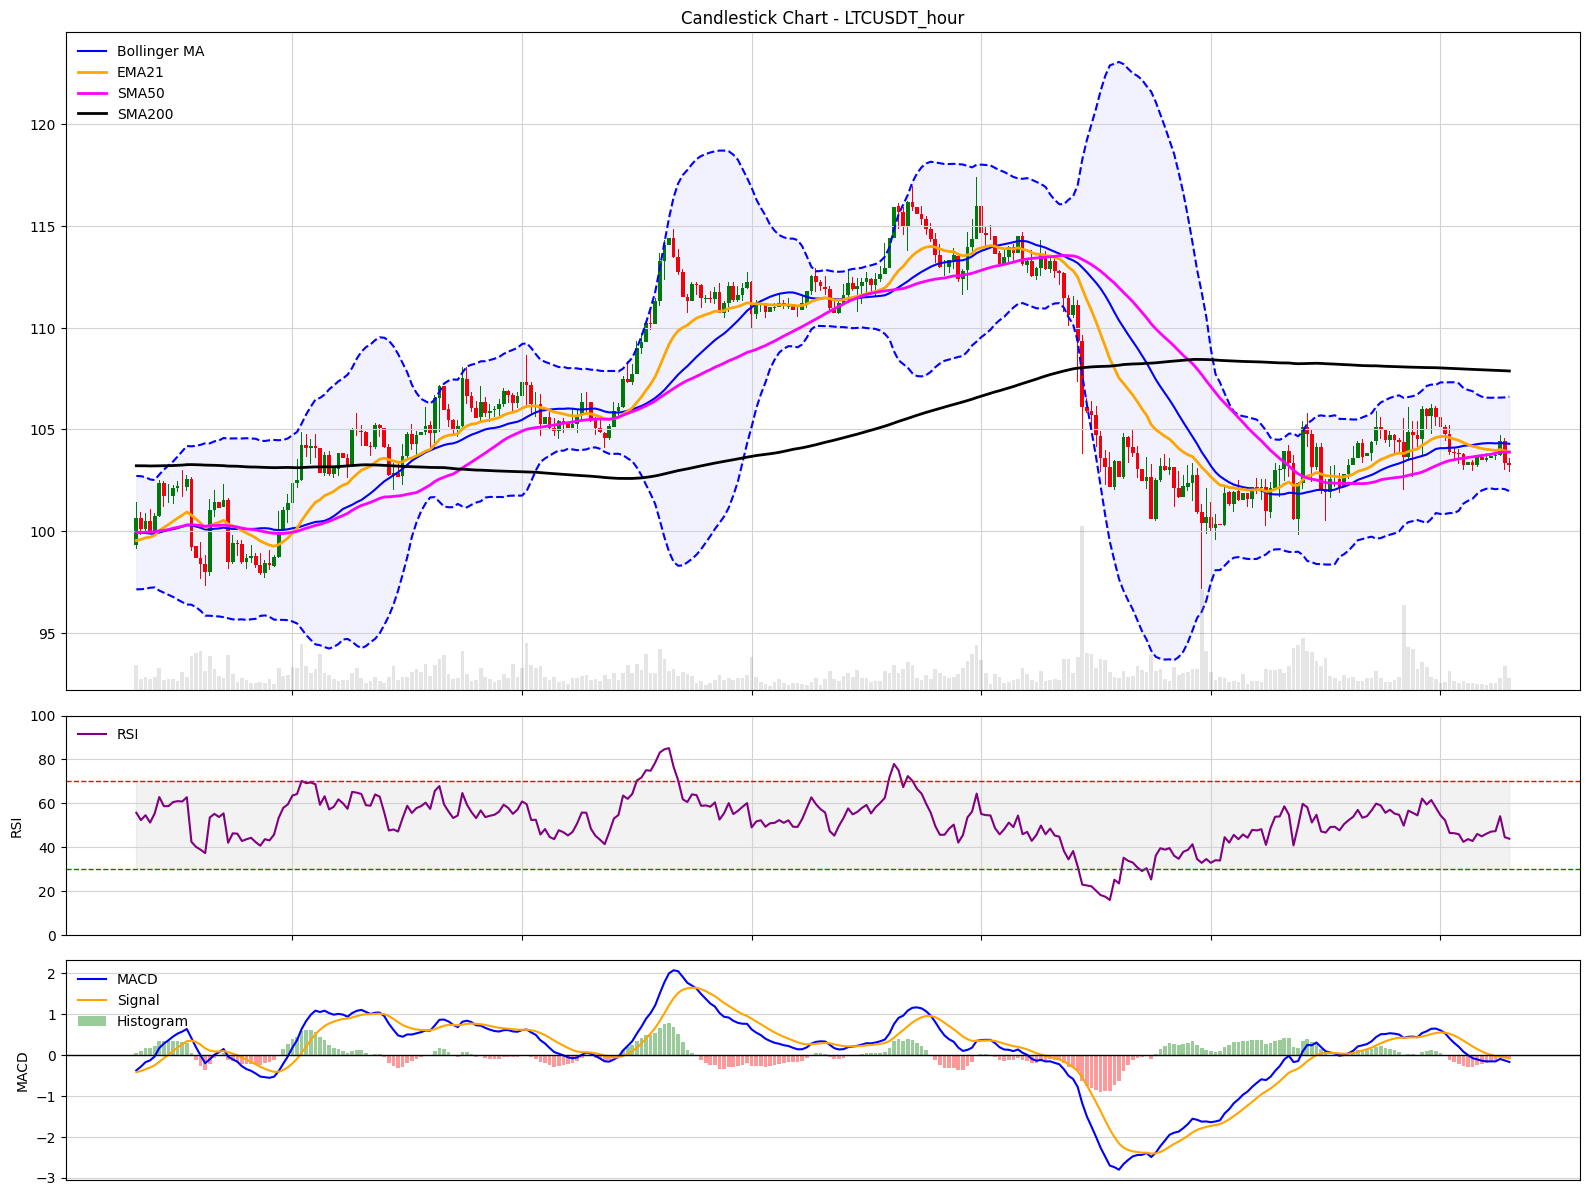 Candlestick Chart - LTCUSDT_hour
Bollinger MA
EMA21
SMA50
SMA200
120
115
110
105
100
95
RSI
100
80
60
40
20
0
RSI
MACD
Signal
Histogram
2
1
0
−1
−2
−3
MACD